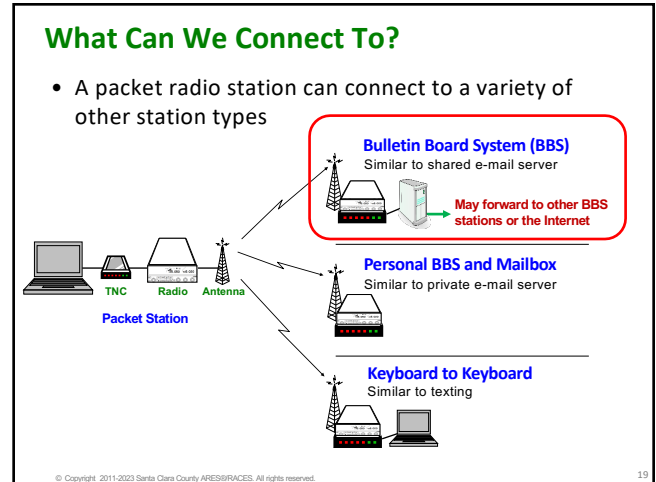 What Can We Connect To?
• A packet radio station can connect to a variety of
other station types
Bulletin Board System (BBS)
Similar to shared e-mail server
May forward to other BBS
stations or the Internet
Personal BBS and Mailbox
Similar to private e-mail server
TNC
Radio
Antenna
Packet Station
Keyboard to Keyboard
Similar to texting
© Copyright 2011-2023 Santa Clara County ARES®/RACES. All rights reserved.
19